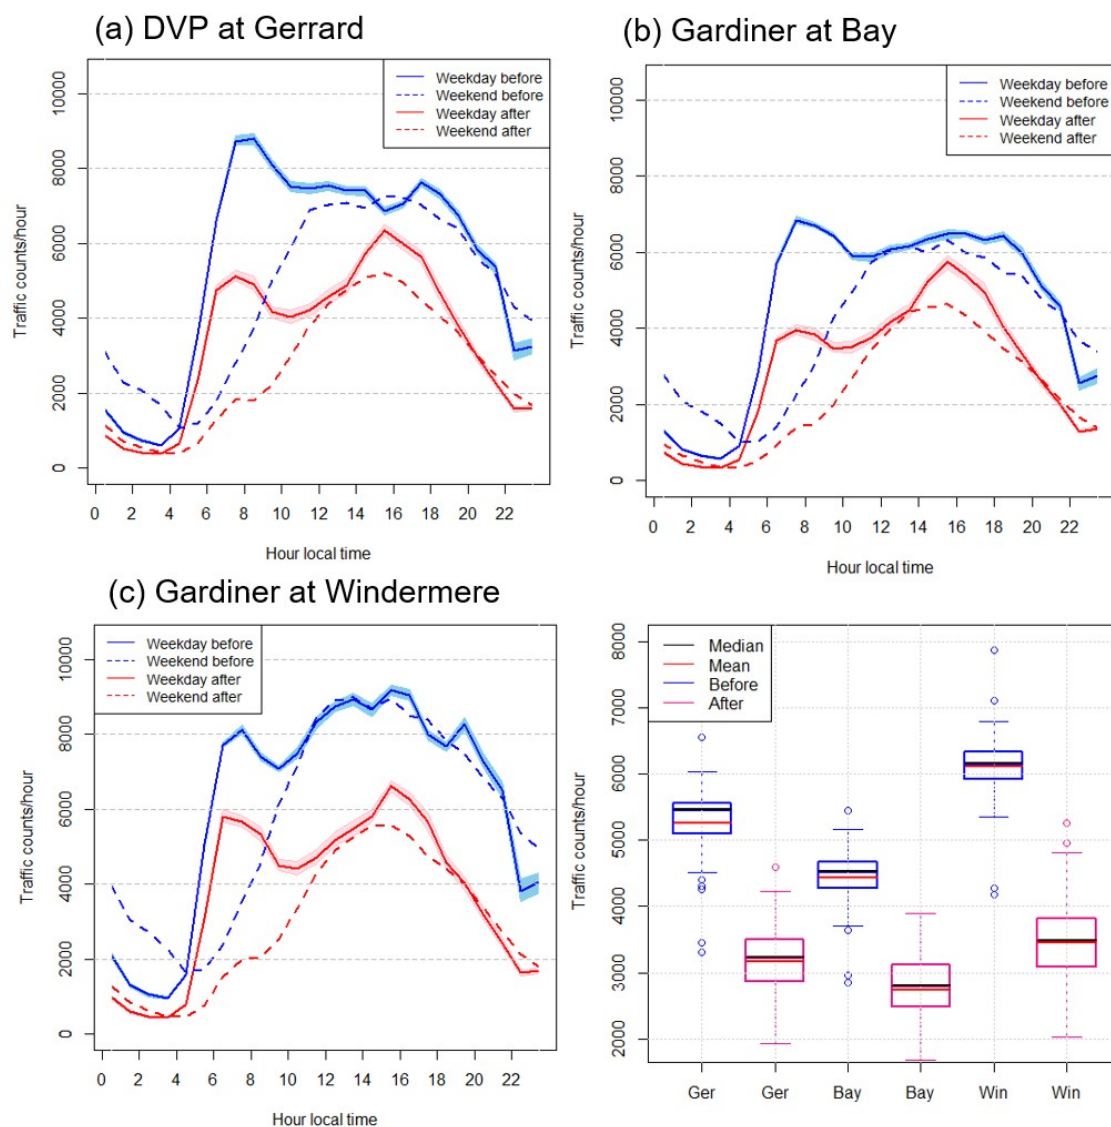 (a) DVP at Gerrard
Traffic counts/hour
10000
8000
6000
4000
2000
0
Weekday before
Weekend before
Weekday after
Weekend after
0 2 4 6 8 10 12 14 16 18 20 22
Hour local time
(b) Gardiner at Bay
Traffic counts/hour
10000
8000
6000
4000
2000
0
Weekday before
Weekend before
Weekday after
Weekend after
0 2 4 6 8 10 12 14 16 18 20 22
Hour local time
(c) Gardiner at Windermere
Traffic counts/hour
10000
8000
6000
4000
2000
0
Weekday before
Weekend before
Weekday after
Weekend after
0 2 4 6 8 10 12 14 16 18 20 22
Hour local time
Traffic counts/hour
8000
7000
6000
5000
4000
3000
2000
Median
Mean
Before
After
Ger Ger Bay Bay Win Win